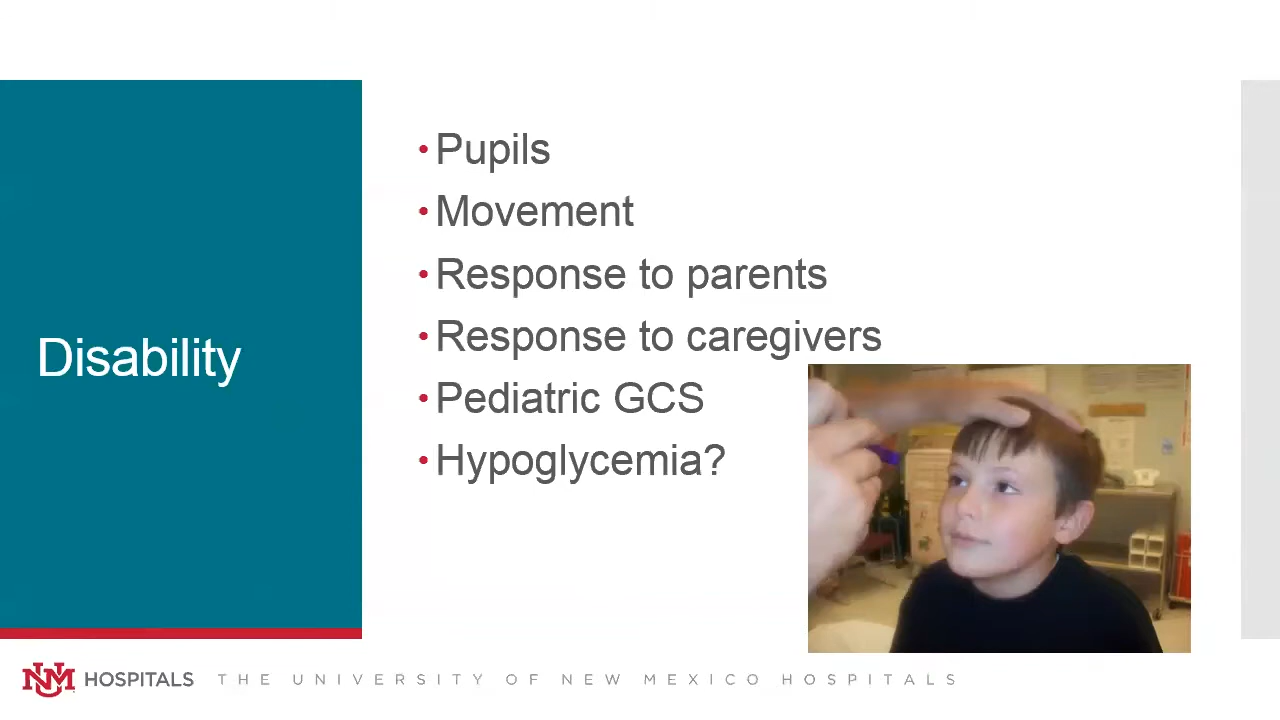 Disability
• Pupils
• Movement
• Response to parents
• Response to caregivers
• Pediatric GCS
• Hypoglycemia?
UNM HOSPITALS THE UNIVERSITY OF NEW MEXICO HOSPITALS